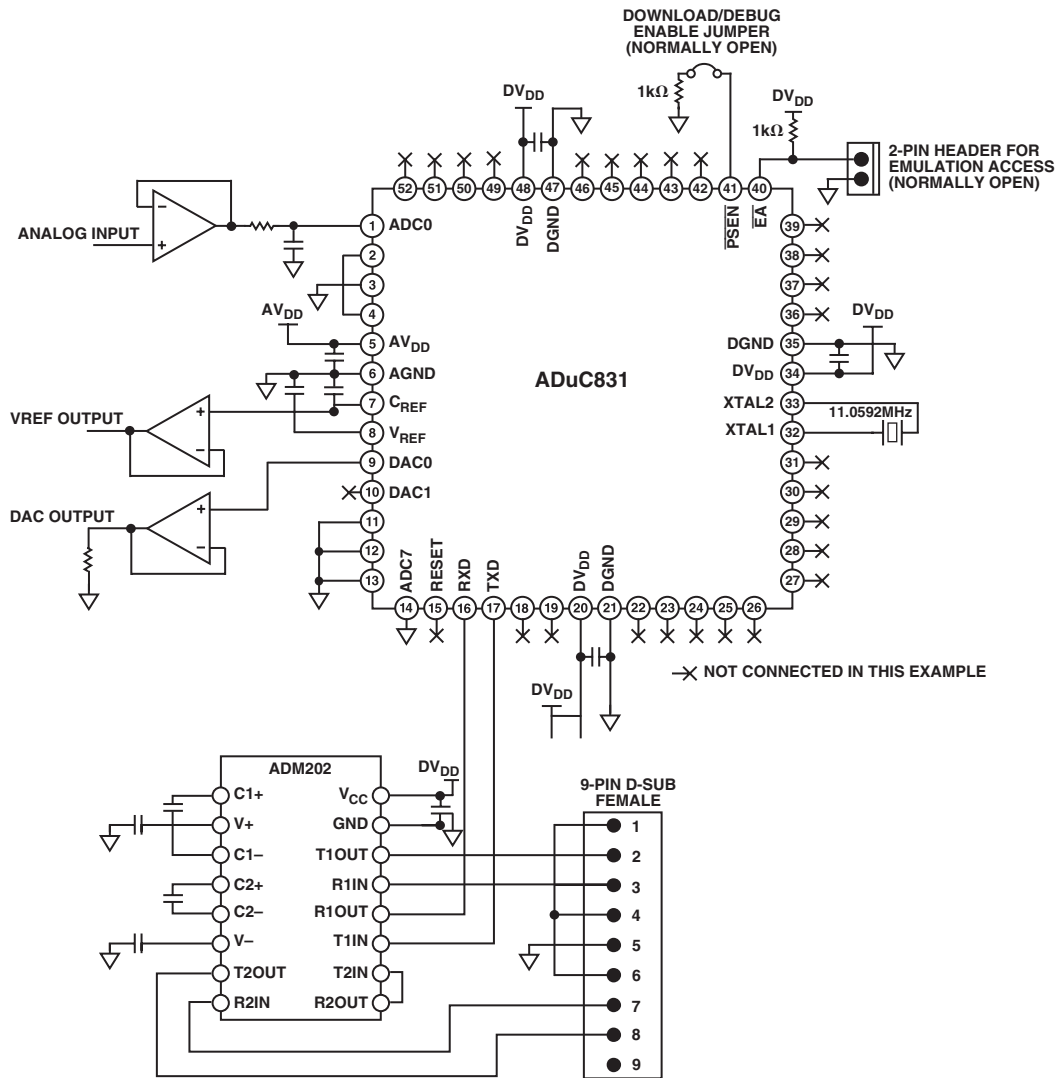 DOWNLOAD/DEBUG
ENABLE JUMPER
(NORMALLY OPEN)
1kΩ
DVDD
1kΩ
2-PIN HEADER FOR
EMULATION ACCESS
(NORMALLY OPEN)
DVDD
52 51 50 49 48 47 46 45 44 43 42 41 40
DVDD
DGND
PSEN
EA
ANALOG INPUT
−
+
1 ADC0
2
3
4
AVDD
5 AVDD
6 AGND
7 CREF
8 VREF
9 DAC0
10 DAC1
11
12
13
VREF OUTPUT
+
−
DAC OUTPUT
+
−
ADuC831
39
38
37
36
DVDD
DGND 35
DVDD 34
XTAL2 33
11.0592MHz
XTAL1 32
31
30
29
28
27
ADC7
RESET
RXD
TXD
DVDD
DGND
14 15 16 17 18 19 20 21 22 23 24 25 26
NOT CONNECTED IN THIS EXAMPLE
DVDD
ADM202
DVDD
C1+
V+
C1−
C2+
C2−
V−
T2OUT
R2IN
VCC
GND
T1OUT
R1IN
R1OUT
T1IN
T2IN
R2OUT
9-PIN D-SUB
FEMALE
1
2
3
4
5
6
7
8
9